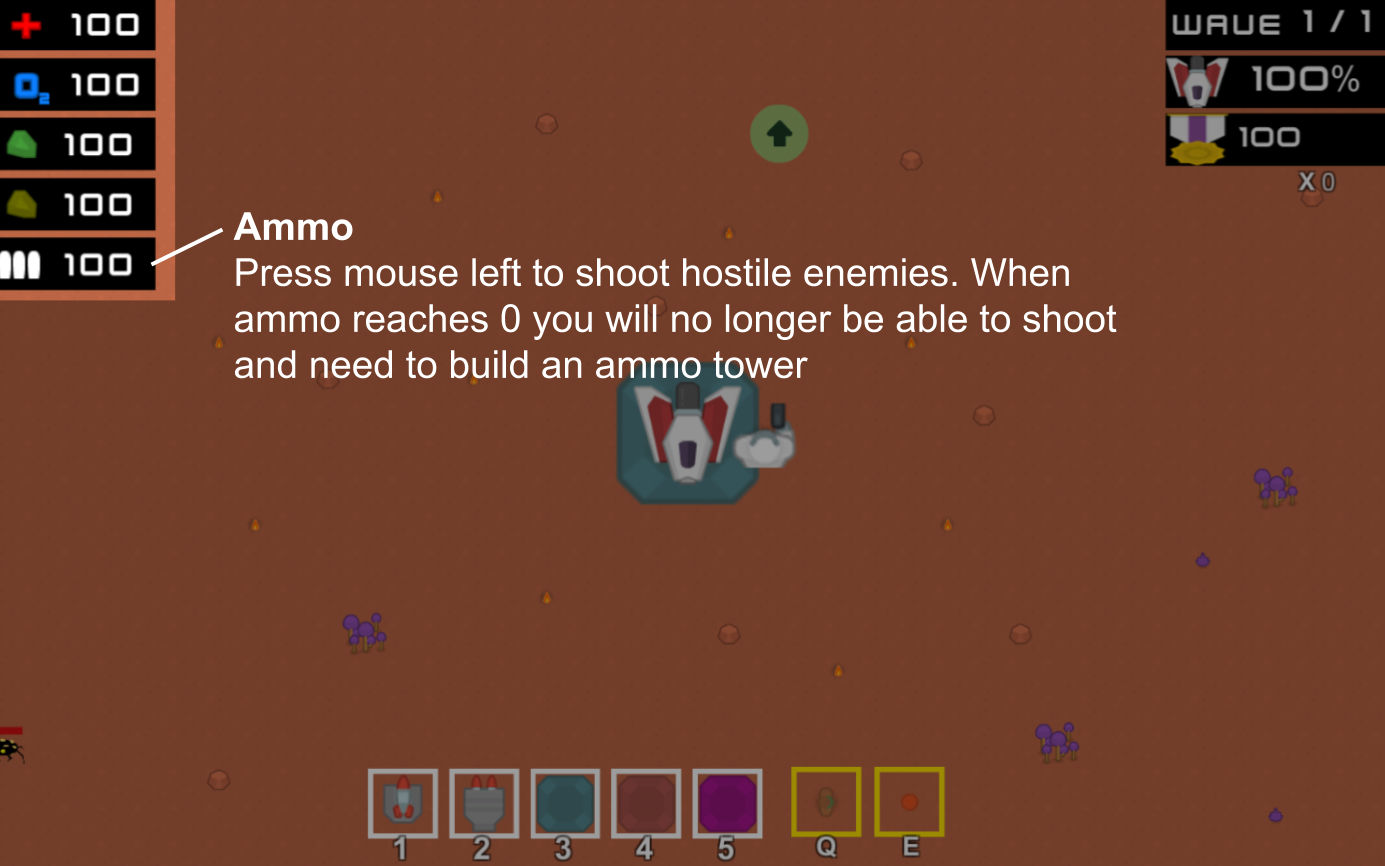 100
WAVE 1 / 1
O2 100
100%
100
100
X 0
100
Ammo
100
Press mouse left to shoot hostile enemies. When
ammo reaches 0 you will no longer be able to shoot
and need to build an ammo tower
1 2 3 4 5 Q E